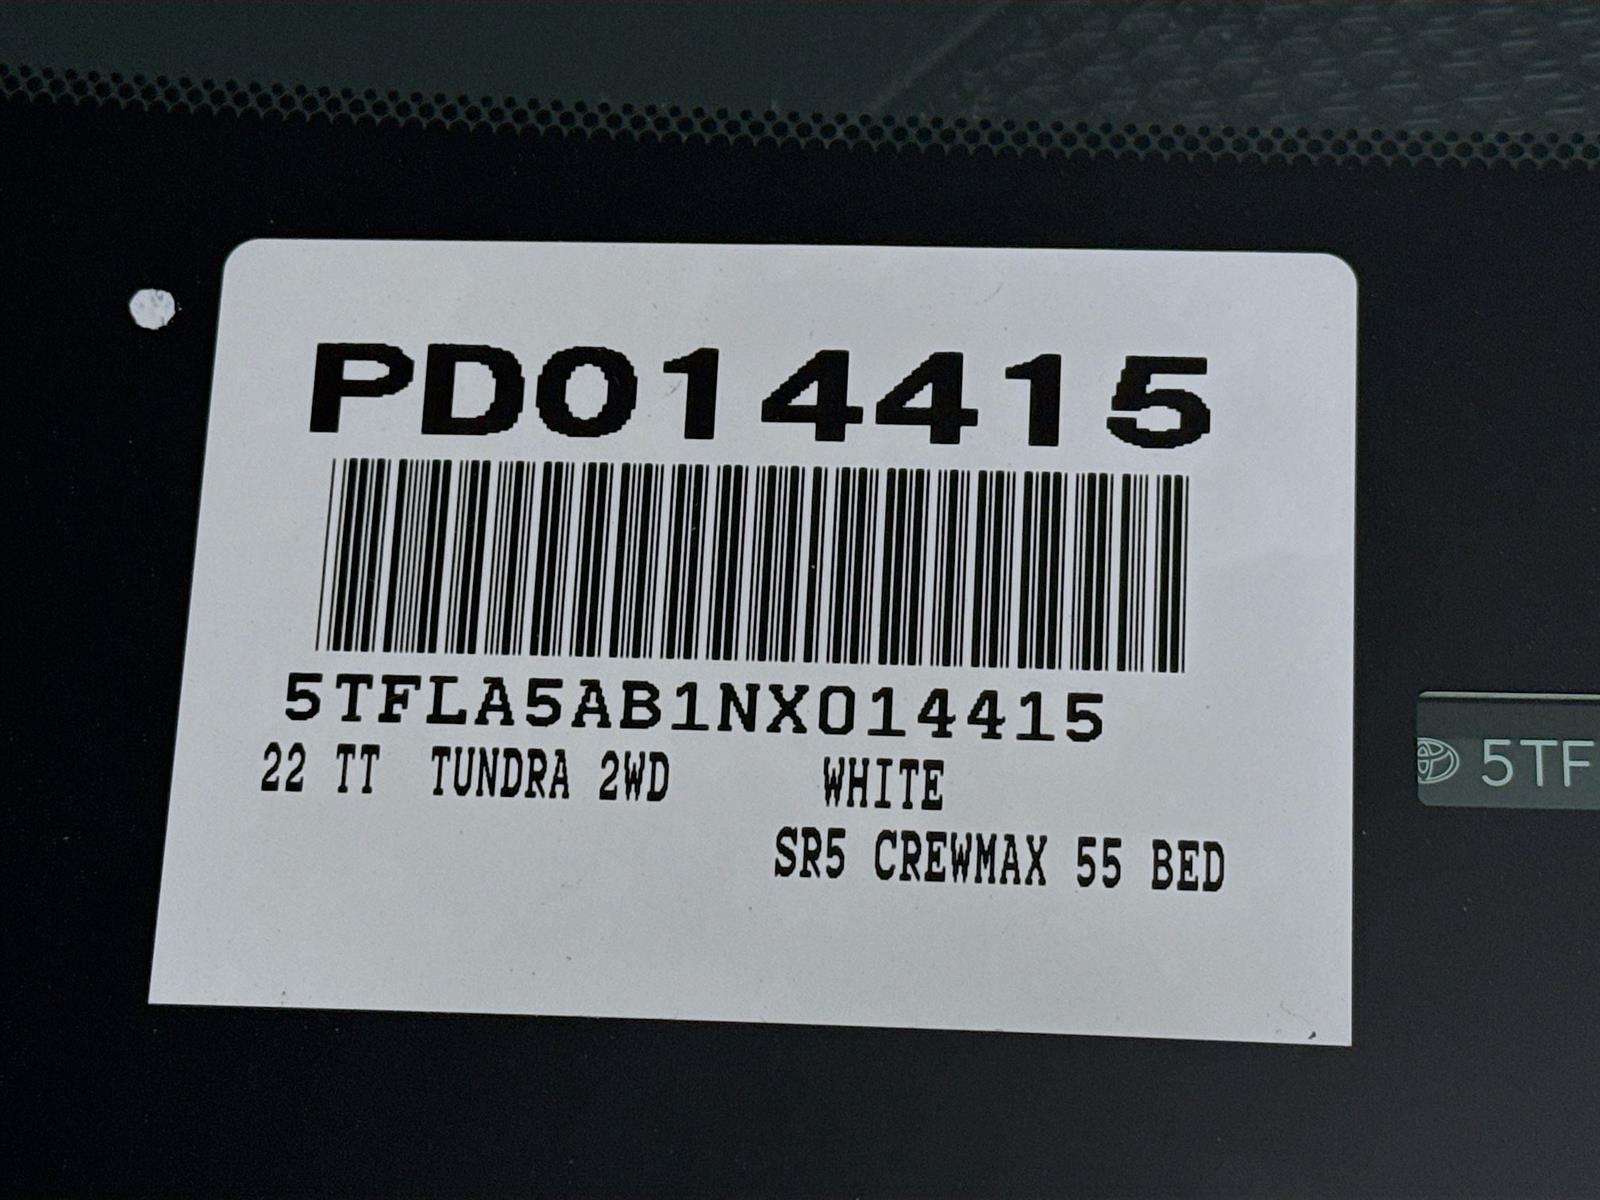 PD014415
5TFLA5AB1NX014415
22 TT TUNDRA 2WD WHITE
SR5 CREWMAX 55 BED
5TF